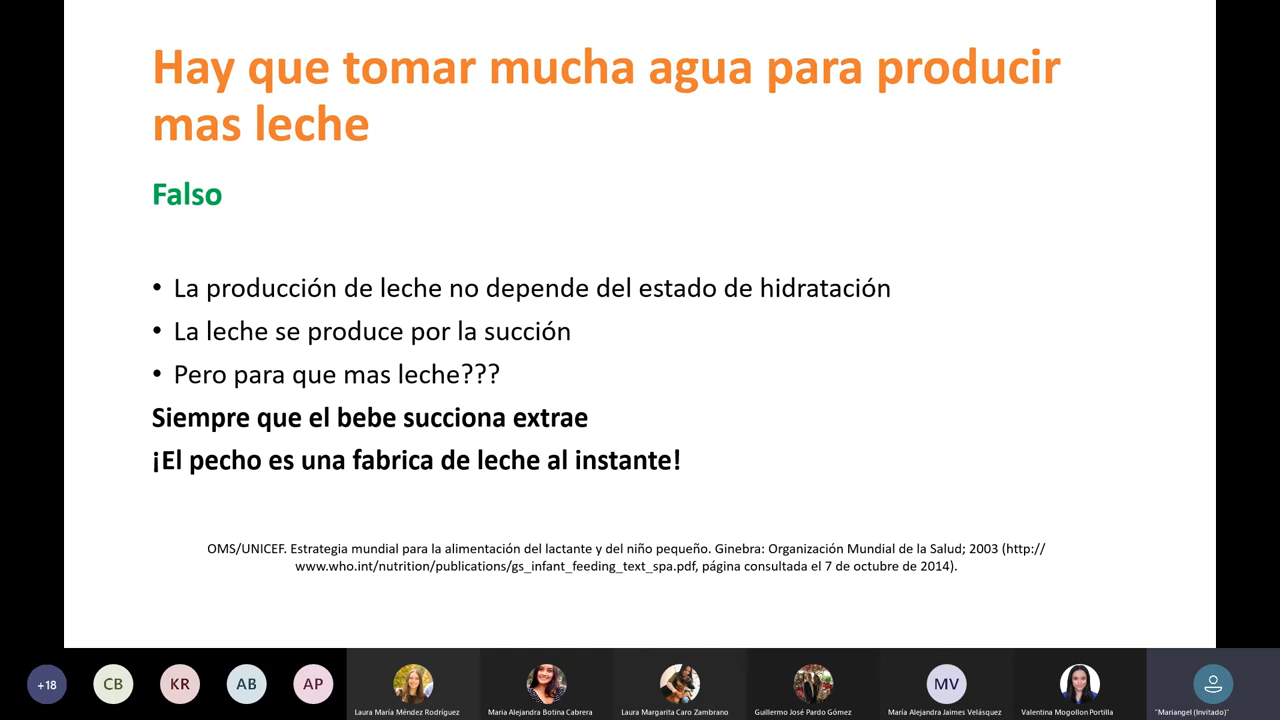 Hay que tomar mucha agua para producir
mas leche
Falso
• La producción de leche no depende del estado de hidratación
• La leche se produce por la succión
• Pero para que mas leche???
Siempre que el bebe succiona extrae
¡El pecho es una fabrica de leche al instante!
OMS/UNICEF. Estrategia mundial para la alimentación del lactante y del niño pequeño. Ginebra: Organización Mundial de la Salud; 2003 (http://
www.who.int/nutrition/publications/gs_infant_feeding_text_spa.pdf, página consultada el 7 de octubre de 2014).
+18
CB
KR
AB
AP
MV
Laura María Méndez Rodríguez
Maria Alejandra Botina Cabrera
Laura Margarita Caro Zambrano
Guillermo José Pardo Gómez
María Alejandra Jaimes Velásquez
Valentina Mogollon Portilla
"Mariangel (Invitado)"